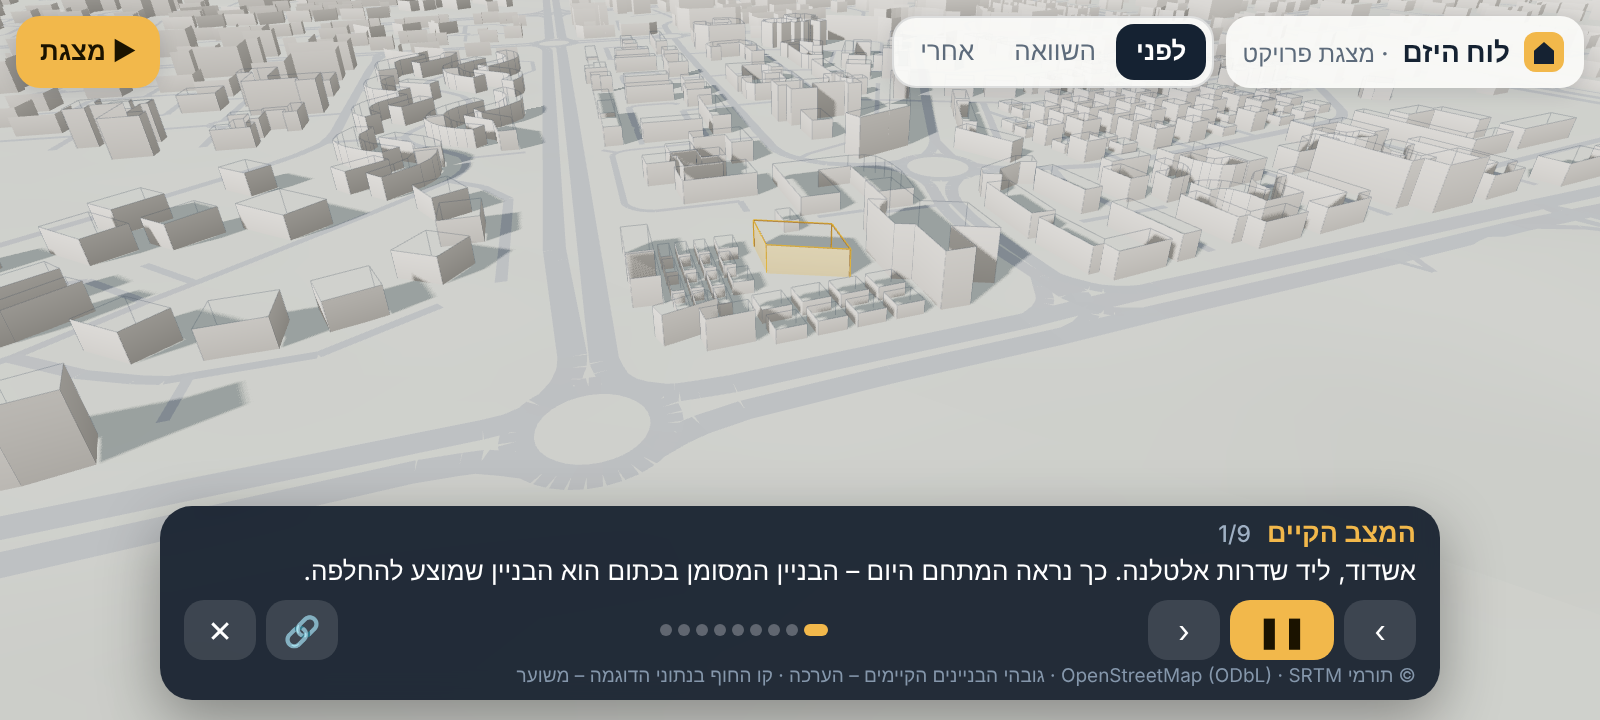 לוח היזם · מצגת פרויקט
לפני השוואה אחרי
▶ מצגת
המצב הקיים 1/9
אשדוד, ליד שדרות אלטלנה. כך נראה המתחם היום – הבניין המסומן בכתום הוא הבניין שמוצע להחלפה.
© תורמי OpenStreetMap (ODbL) · SRTM · גובהי הבניינים הקיימים – הערכה · קו החוף בנתוני הדוגמה – משוער